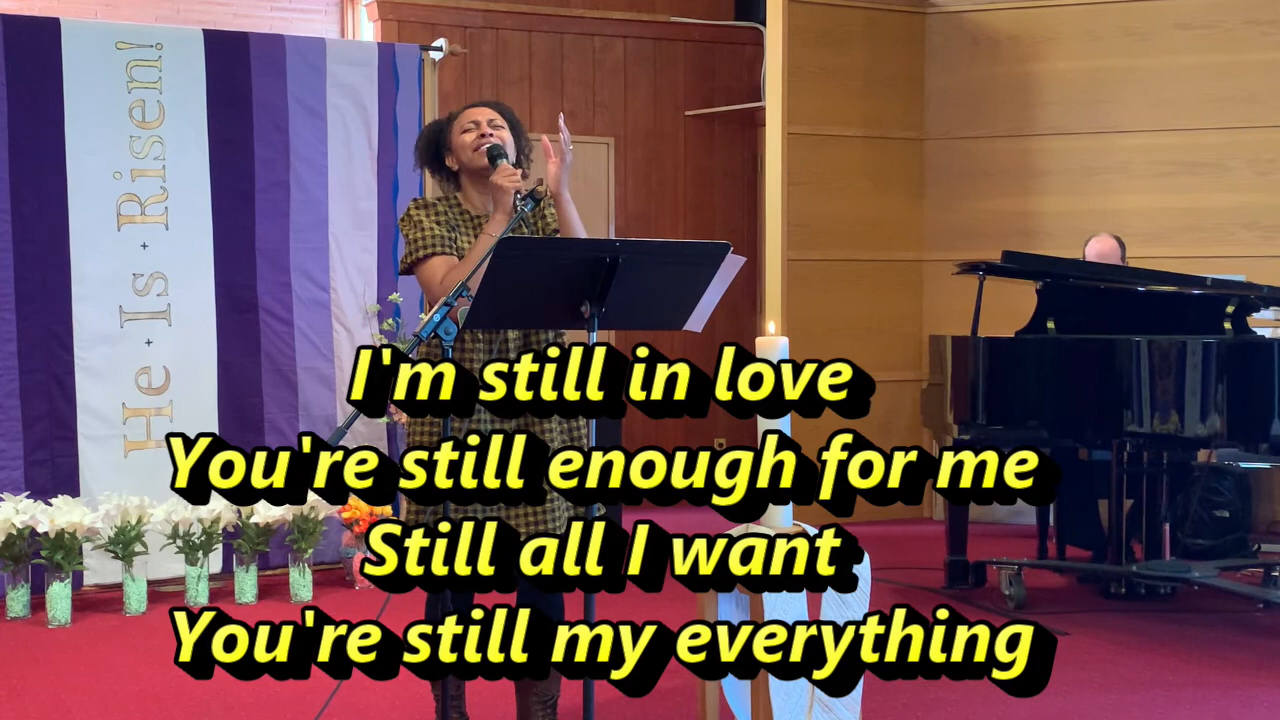 He · Is · Risen!
I'm still in love
You're still enough for me
Still all I want
You're still my everything